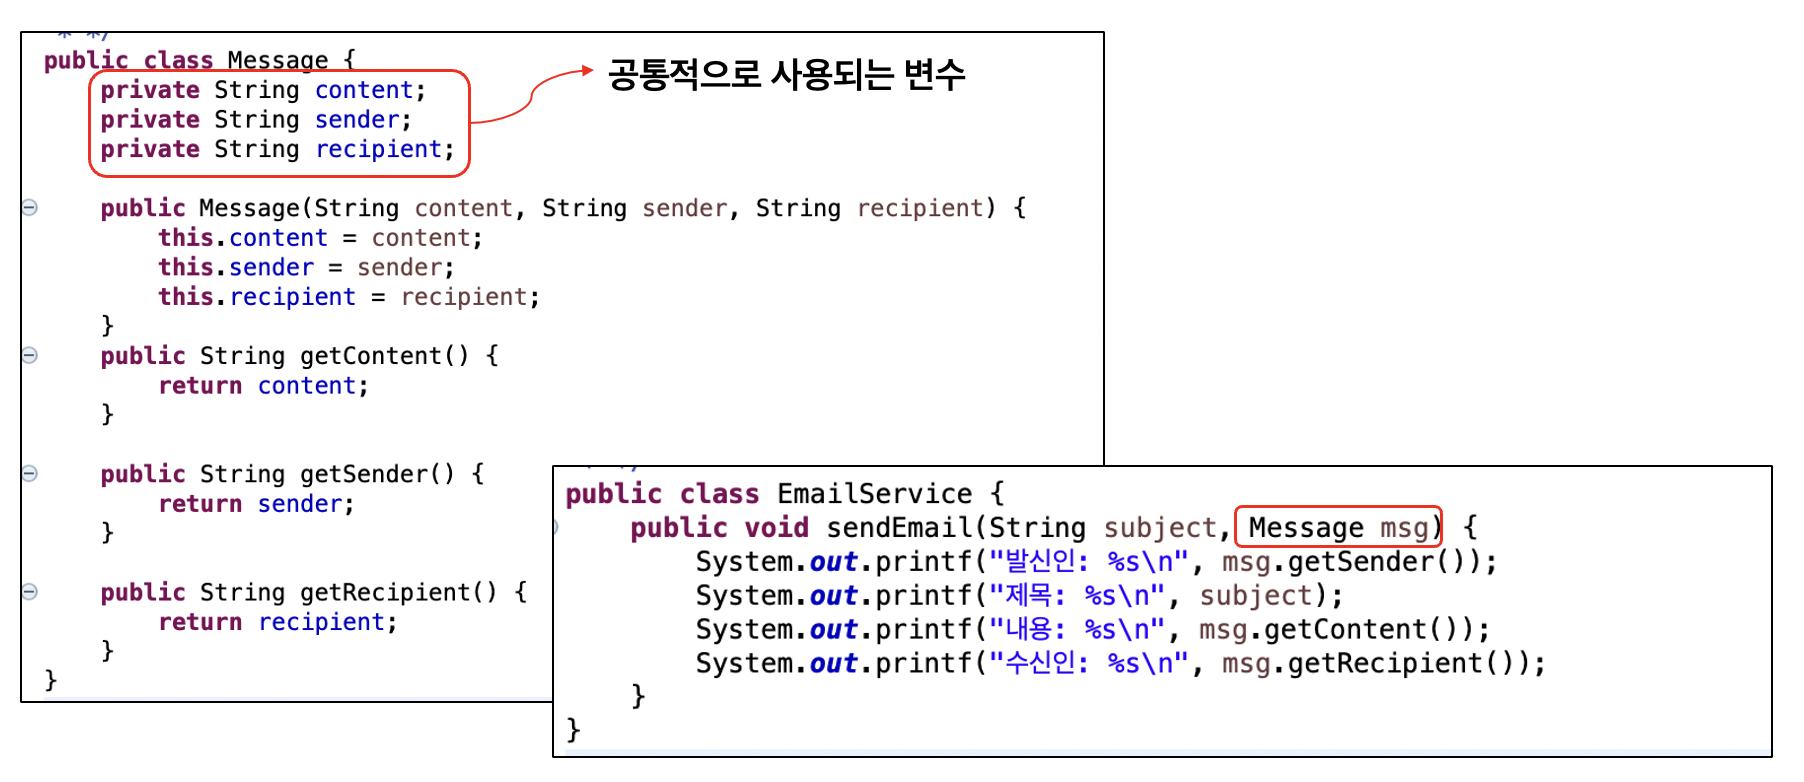 public class Message {
private String content;
private String sender;
private String recipient;
공통적으로 사용되는 변수
public Message(String content, String sender, String recipient) {
this.content = content;
this.sender = sender;
this.recipient = recipient;
}
public String getContent() {
return content;
}
public String getSender() {
return sender;
}
public String getRecipient() {
return recipient;
}
}
public class EmailService {
public void sendEmail(String subject, Message msg) {
System.out.printf("발신인: %s\n", msg.getSender());
System.out.printf("제목: %s\n", subject);
System.out.printf("내용: %s\n", msg.getContent());
System.out.printf("수신인: %s\n", msg.getRecipient());
}
}